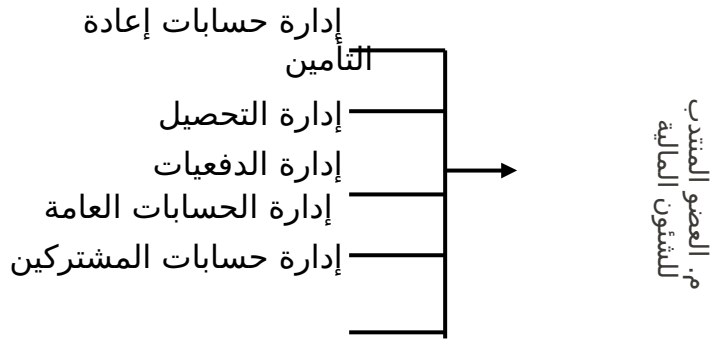 إدارة حسابات إعادة
التأمين
إدارة التحصيل
إدارة الدفعيات
إدارة الحسابات العامة
إدارة حسابات المشتركين
م. العضو المنتدب
للشئون المالية